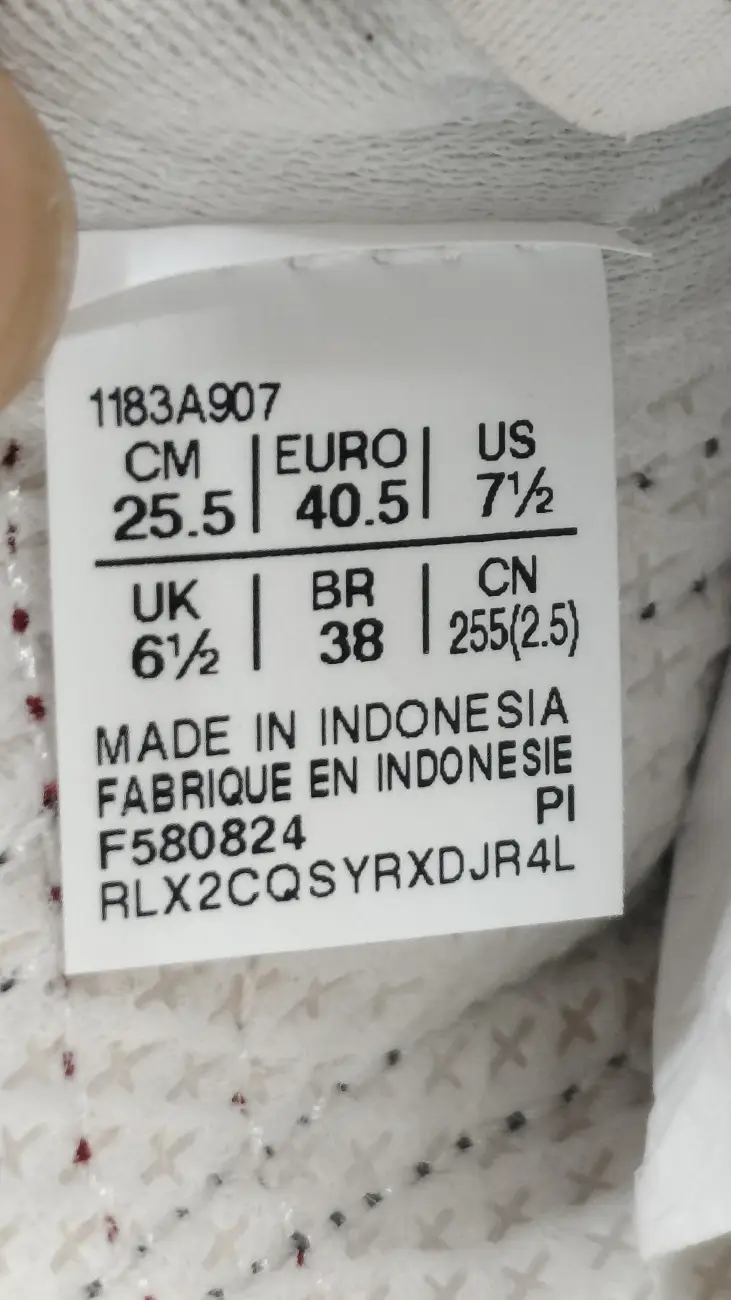 1183A907
CM | EURO | US
25.5 | 40.5 | 7½
UK | BR | CN
6½ | 38 | 255(2.5)
MADE IN INDONESIA
FABRIQUE EN INDONESIE
F580824 PI
RLX2CQSYRXDJR4L